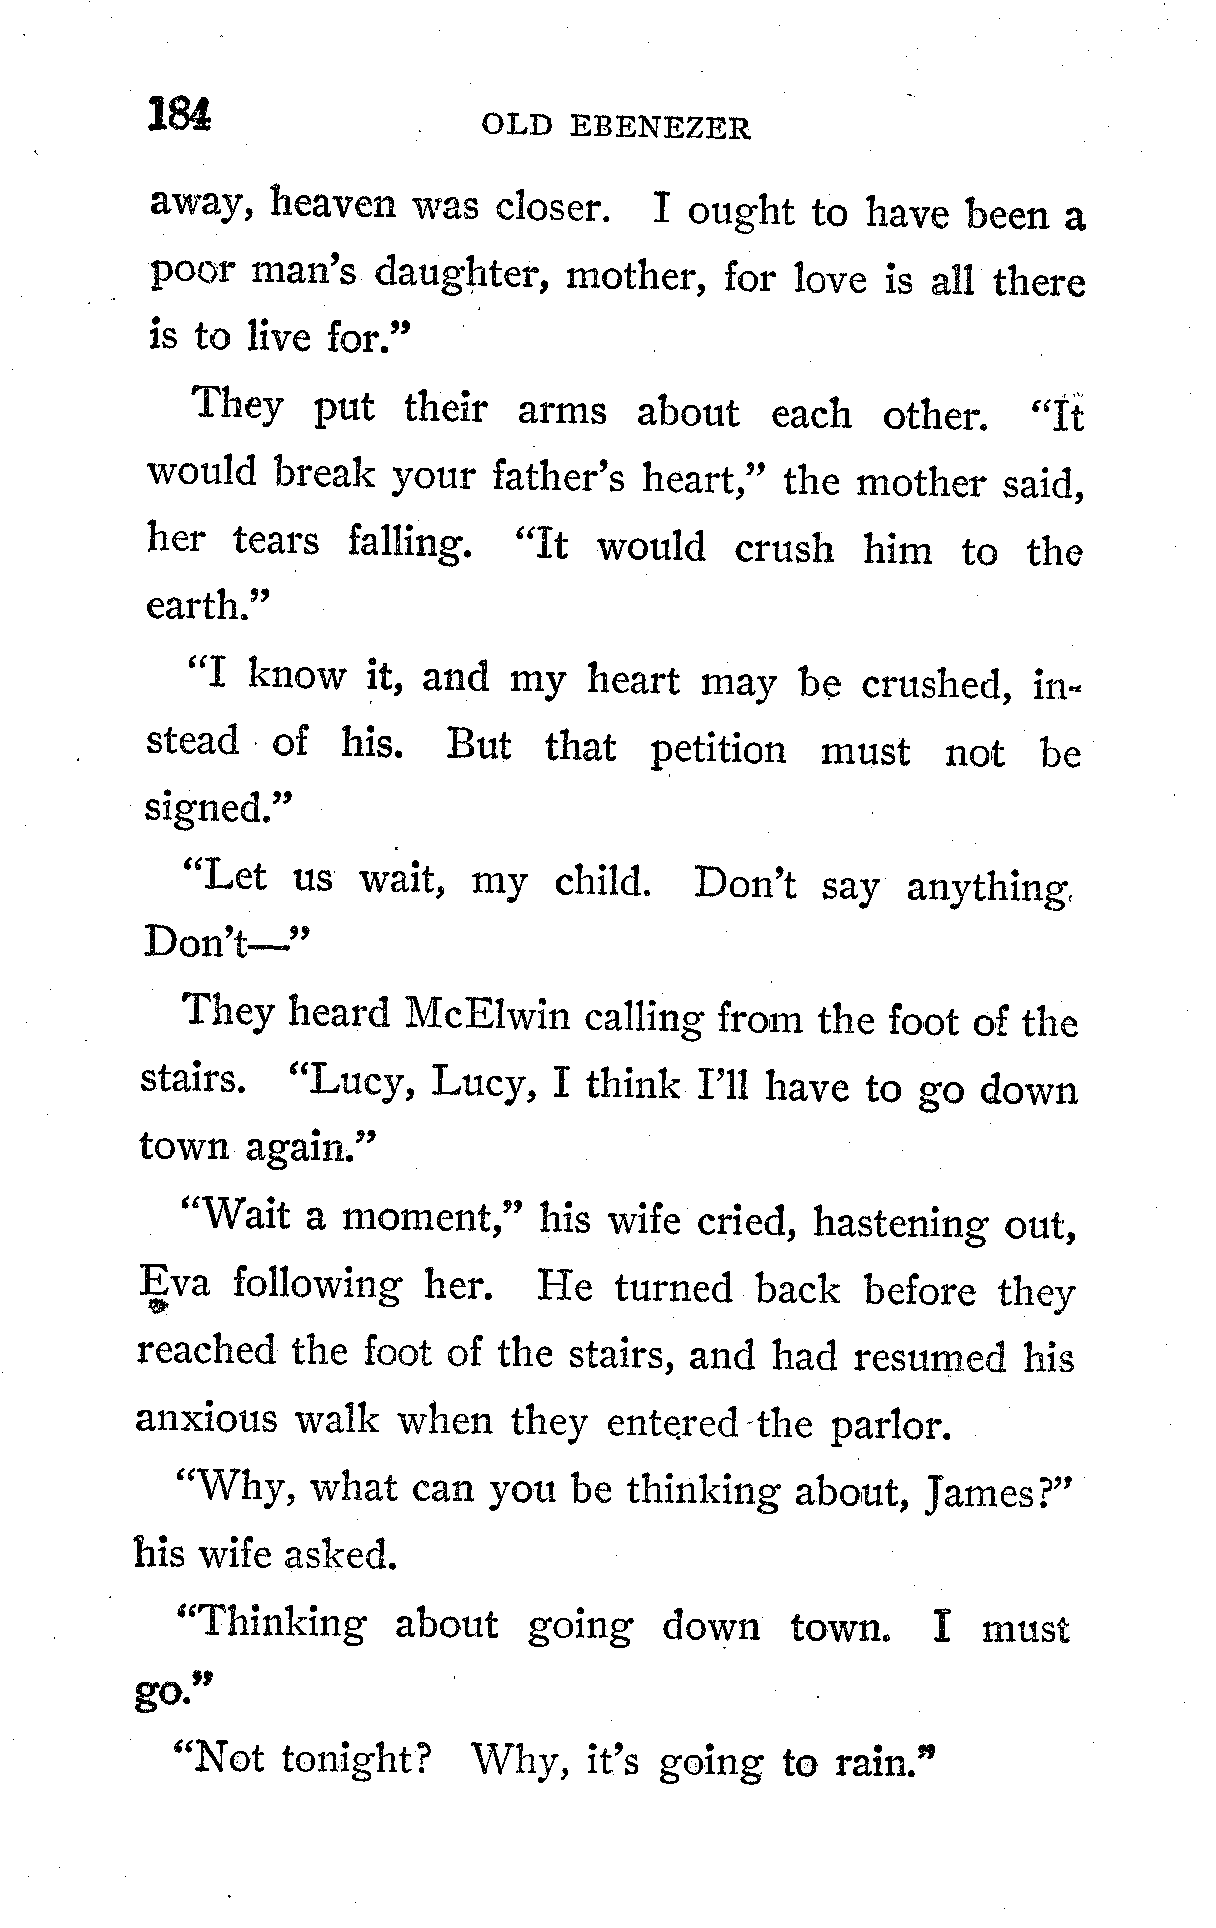 184
OLD EBENEZER
away, heaven was closer. I ought to have been a
poor man's daughter, mother, for love is all there
is to live for."
They put their arms about each other. "It
would break your father's heart," the mother said,
her tears falling. "It would crush him to the
earth."
"I know it, and my heart may be crushed, in-
stead of his. But that petition must not be
signed."
"Let us wait, my child. Don't say anything.
Don't—"
They heard McElwin calling from the foot of the
stairs. "Lucy, Lucy, I think I'll have to go down
town again."
"Wait a moment," his wife cried, hastening out,
Eva following her. He turned back before they
reached the foot of the stairs, and had resumed his
anxious walk when they entered the parlor.
"Why, what can you be thinking about, James?"
his wife asked.
"Thinking about going down town. I must
go."
"Not tonight? Why, it's going to rain."